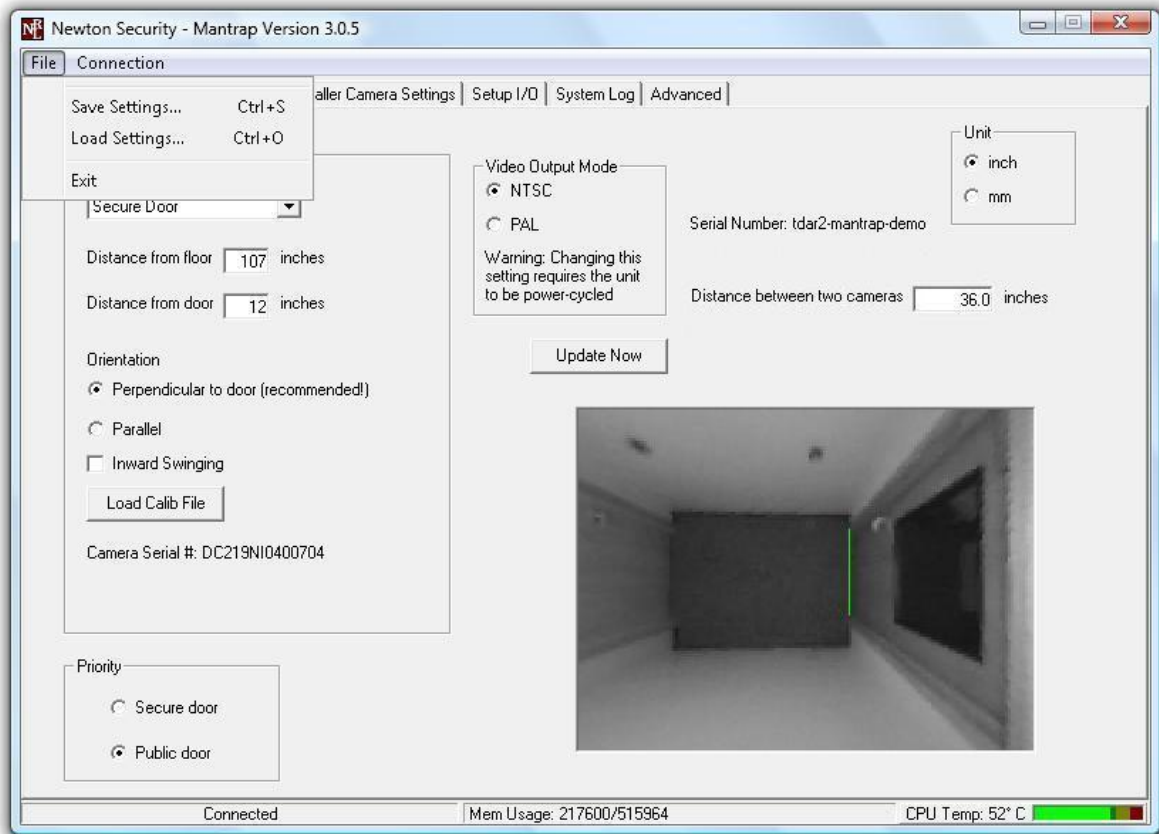 NRL
Newton Security - Mantrap Version 3.0.5
File Connection
Save Settings... Ctrl+S
Load Settings... Ctrl+O
Exit
aller Camera Settings Setup I/O System Log Advanced
Secure Door
Distance from floor 107 inches
Distance from door 12 inches
Orientation
Perpendicular to door (recommended!)
Parallel
Inward Swinging
Load Calib File
Camera Serial #: DC219NI0400704
Video Output Mode
NTSC
PAL
Warning: Changing this
setting requires the unit
to be power-cycled
Update Now
Unit
inch
mm
Serial Number: tdar2-mantrap-demo
Distance between two cameras 36.0 inches
Priority
Secure door
Public door
Connected
Mem Usage: 217600/515964
CPU Temp: 52° C